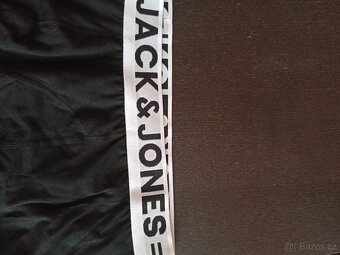 JACK & JONES =
© Bazos.cz